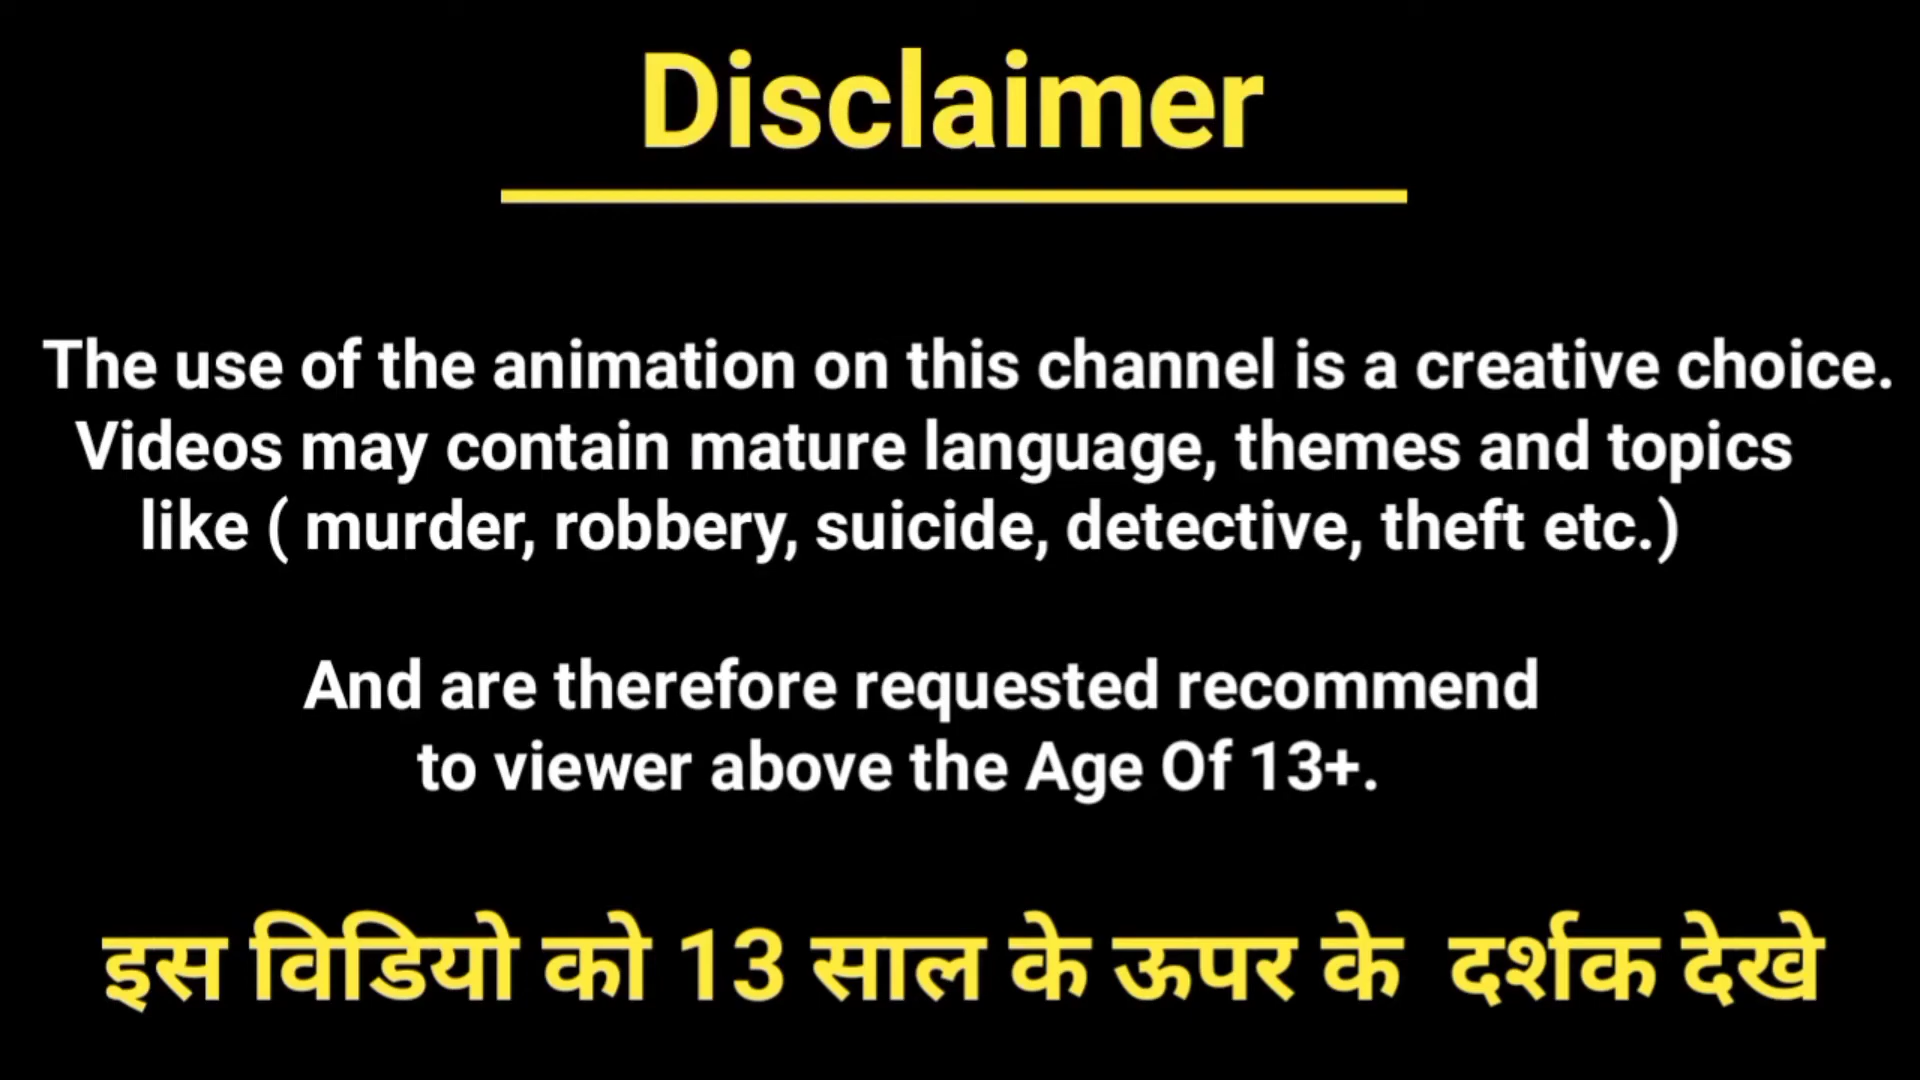 Disclaimer
The use of the animation on this channel is a creative choice.
Videos may contain mature language, themes and topics
like ( murder, robbery, suicide, detective, theft etc.)
And are therefore requested recommend
to viewer above the Age Of 13+.
इस विडियो को 13 साल के ऊपर के दर्शक देखे